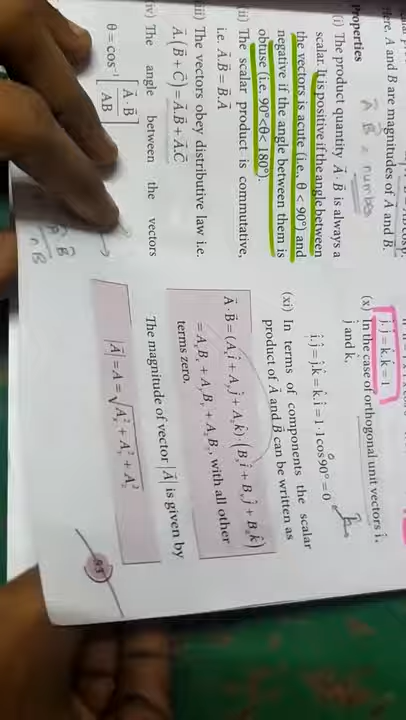 Here, A and B are magnitudes of A⃗ and B⃗.
Properties
(i) The product quantity A⃗ · B⃗ is always a
scalar. It is positive if the angle between
the vectors is acute (i.e., θ < 90°) and
negative if the angle between them is
obtuse (i.e. 90°<θ< 180°).
ii) The scalar product is commutative,
i.e. A⃗.B⃗ = B⃗.A⃗
iii) The vectors obey distributive law i.e.
A⃗.(B⃗ + C⃗) = A⃗.B⃗ + A⃗.C⃗
iv) The angle between the vectors
θ = cos⁻¹ [A⃗ · B⃗ / AB]
A⃗ B⃗ = number
ĵ. ĵ = k̂. k̂ = 1
(x) In the case of orthogonal unit vectors î,
ĵ and k̂,
î. ĵ = ĵ. k̂ = k̂. î = 1 · 1 cos 90° = 0
(xi) In terms of components the scalar
product of A⃗ and B⃗ can be written as
A⃗ · B⃗ = (Aₓî + Aᵧĵ + A_zk̂) · (Bₓî + Bᵧĵ + B_zk̂)
= AₓBₓ + AᵧBᵧ + A_zB_z, with all other
terms zero.
The magnitude of vector |A⃗| is given by
|A⃗| = A = √(Aₓ² + Aᵧ² + A_z²)